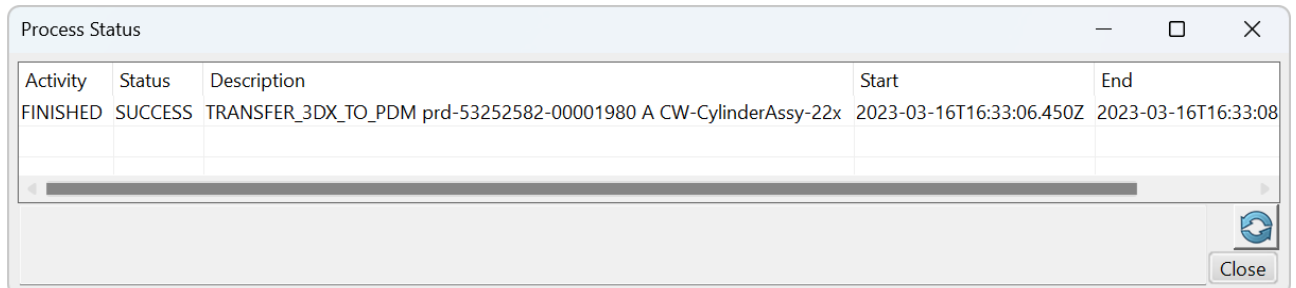 Process Status
Activity Status Description Start End
FINISHED SUCCESS TRANSFER_3DX_TO_PDM prd-53252582-00001980 A CW-CylinderAssy-22x 2023-03-16T16:33:06.450Z 2023-03-16T16:33:08
Close